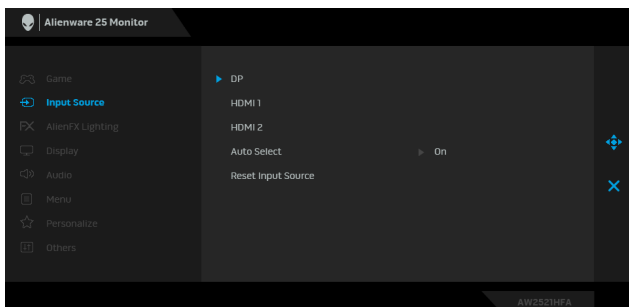 Alienware 25 Monitor
Game
Input Source
AlienFX Lighting
Display
Audio
Menu
Personalize
Others
DP
HDMI 1
HDMI 2
Auto Select On
Reset Input Source
AW2521HFA